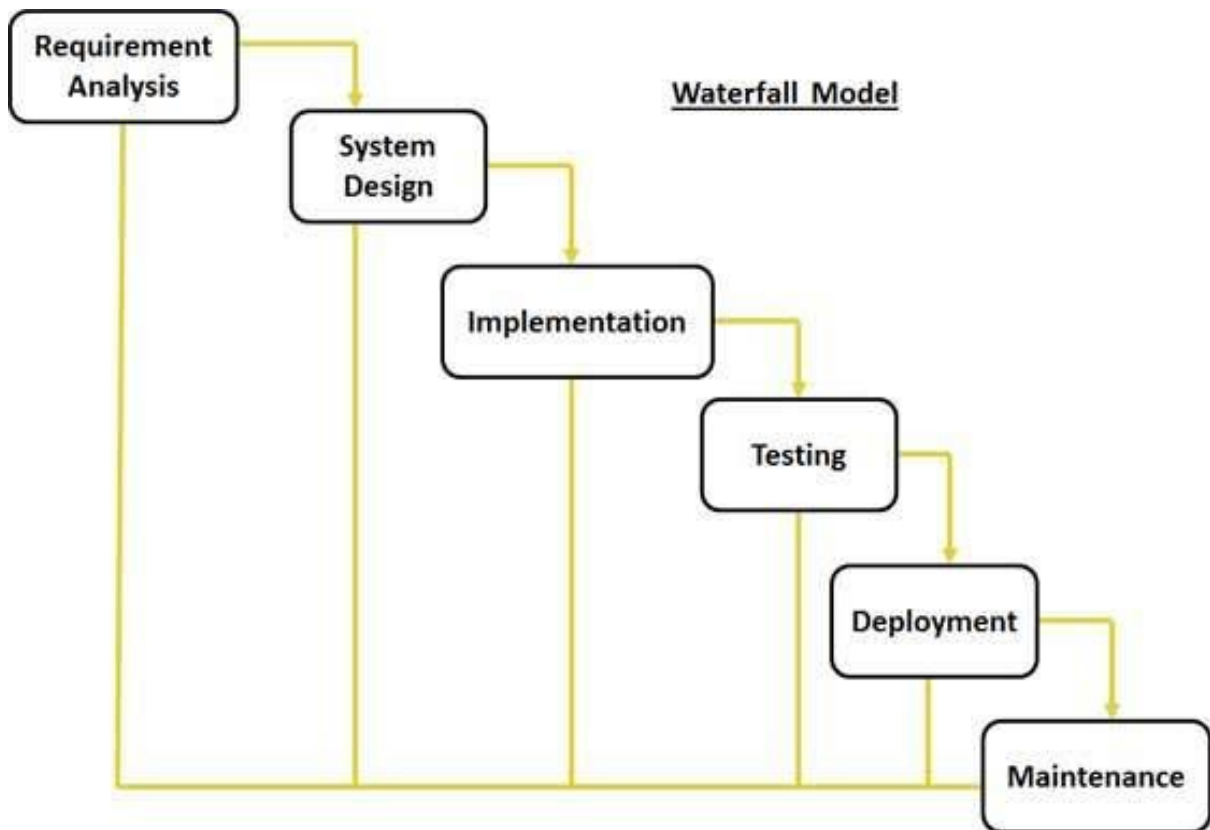 Requirement
Analysis
Waterfall Model
System
Design
Implementation
Testing
Deployment
Maintenance